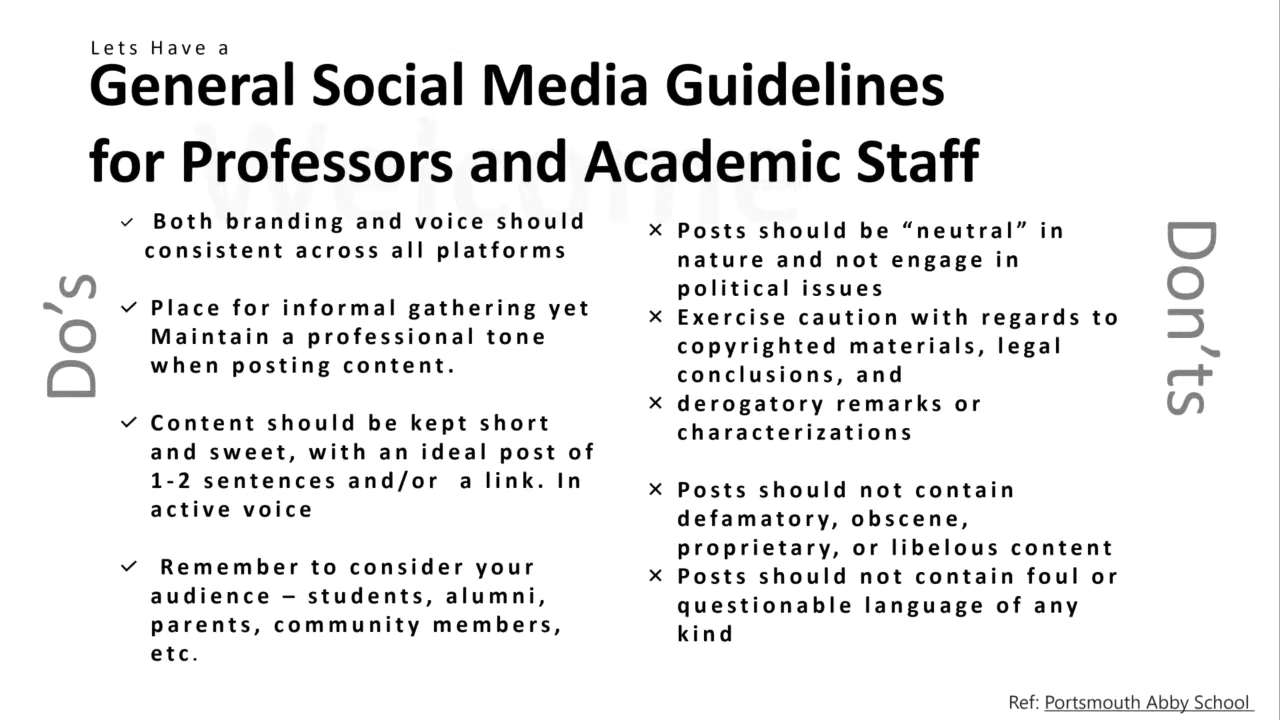 Lets Have a
General Social Media Guidelines
for Professors and Academic Staff
Welcome
Do's
✓ Both branding and voice should
consistent across all platforms
✓ Place for informal gathering yet
Maintain a professional tone
when posting content.
✓ Content should be kept short
and sweet, with an ideal post of
1-2 sentences and/or a link. In
active voice
✓ Remember to consider your
audience – students, alumni,
parents, community members,
etc.
Don'ts
× Posts should be “neutral” in
nature and not engage in
political issues
× Exercise caution with regards to
copyrighted materials, legal
conclusions, and
× derogatory remarks or
characterizations
× Posts should not contain
defamatory, obscene,
proprietary, or libelous content
× Posts should not contain foul or
questionable language of any
kind
Ref: Portsmouth Abby School